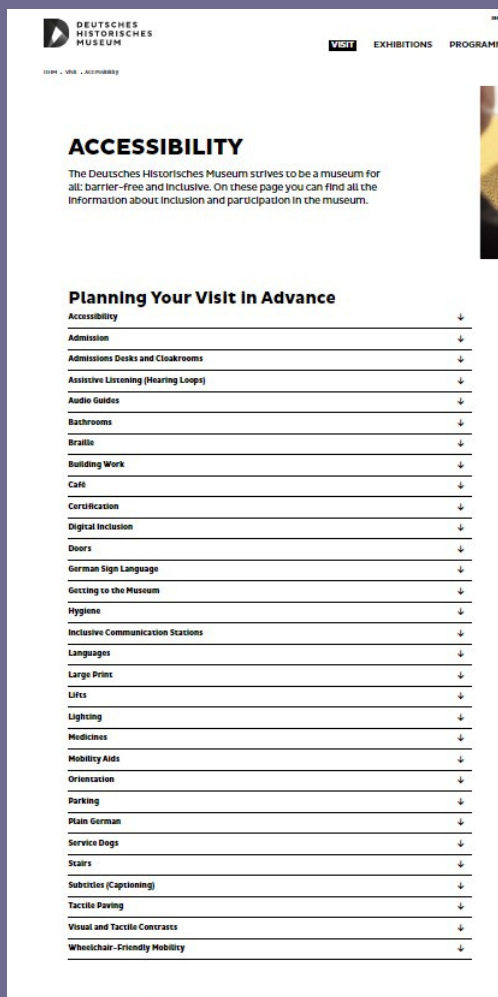 DEUTSCHES
HISTORISCHES
MUSEUM
VISIT EXHIBITIONS PROGRAMM
DHM . Visit . Accessibility
ACCESSIBILITY
The Deutsches Historisches Museum strives to be a museum for
all: barrier-free and inclusive. On these page you can find all the
information about inclusion and participation in the museum.
Planning Your Visit in Advance
Accessibility ↓
Admission ↓
Admissions Desks and Cloakrooms ↓
Assistive Listening (Hearing Loops) ↓
Audio Guides ↓
Bathrooms ↓
Braille ↓
Building Work ↓
Café ↓
Certification ↓
Digital Inclusion ↓
Doors ↓
German Sign Language ↓
Getting to the Museum ↓
Hygiene ↓
Inclusive Communication Stations ↓
Languages ↓
Large Print ↓
Lifts ↓
Lighting ↓
Medicines ↓
Mobility Aids ↓
Orientation ↓
Parking ↓
Plain German ↓
Service Dogs ↓
Stairs ↓
Subtitles (Captioning) ↓
Tactile Paving ↓
Visual and Tactile Contrasts ↓
Wheelchair-Friendly Mobility ↓